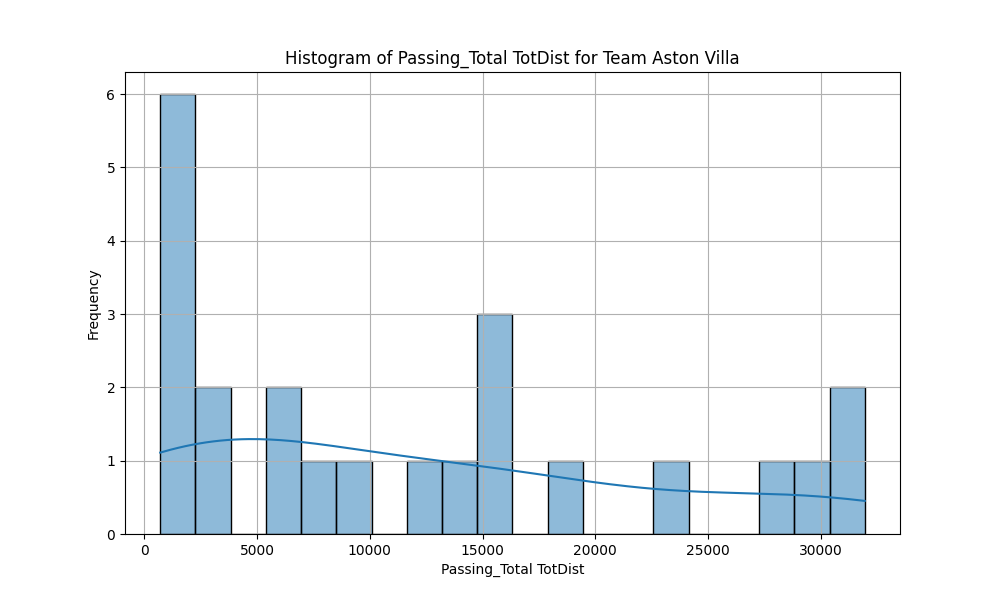 Histogram of Passing_Total TotDist for Team Aston Villa
Frequency
6
5
4
3
2
1
0
0 5000 10000 15000 20000 25000 30000
Passing_Total TotDist